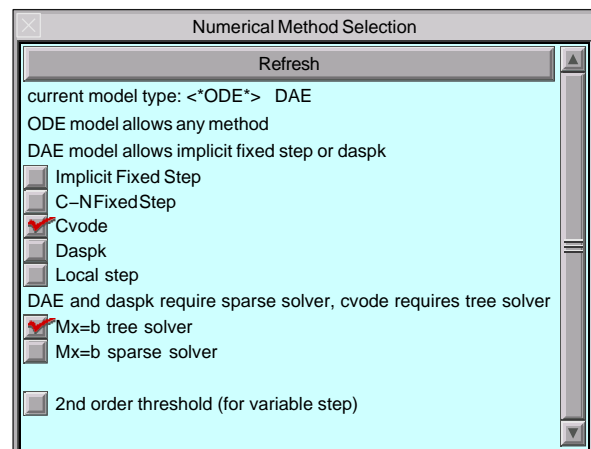 Numerical Method Selection
Refresh
current model type: <*ODE*> DAE
ODE model allows any method
DAE model allows implicit fixed step or daspk
Implicit Fixed Step
C−NFixedStep
Cvode
Daspk
Local step
DAE and daspk require sparse solver, cvode requires tree solver
Mx=b tree solver
Mx=b sparse solver
2nd order threshold (for variable step)